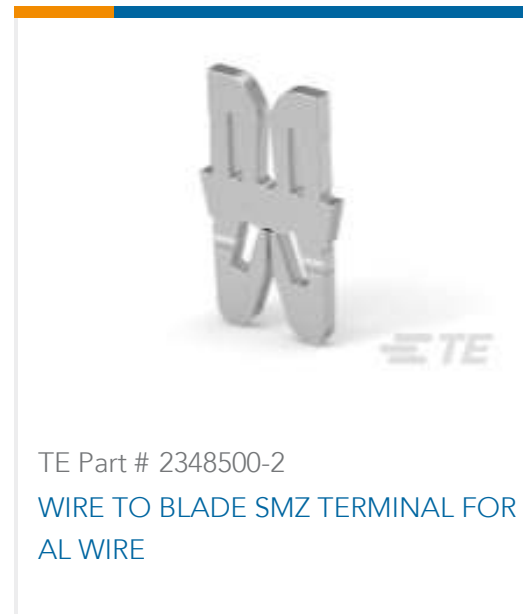 TE
TE Part # 2348500-2
WIRE TO BLADE SMZ TERMINAL FOR
AL WIRE